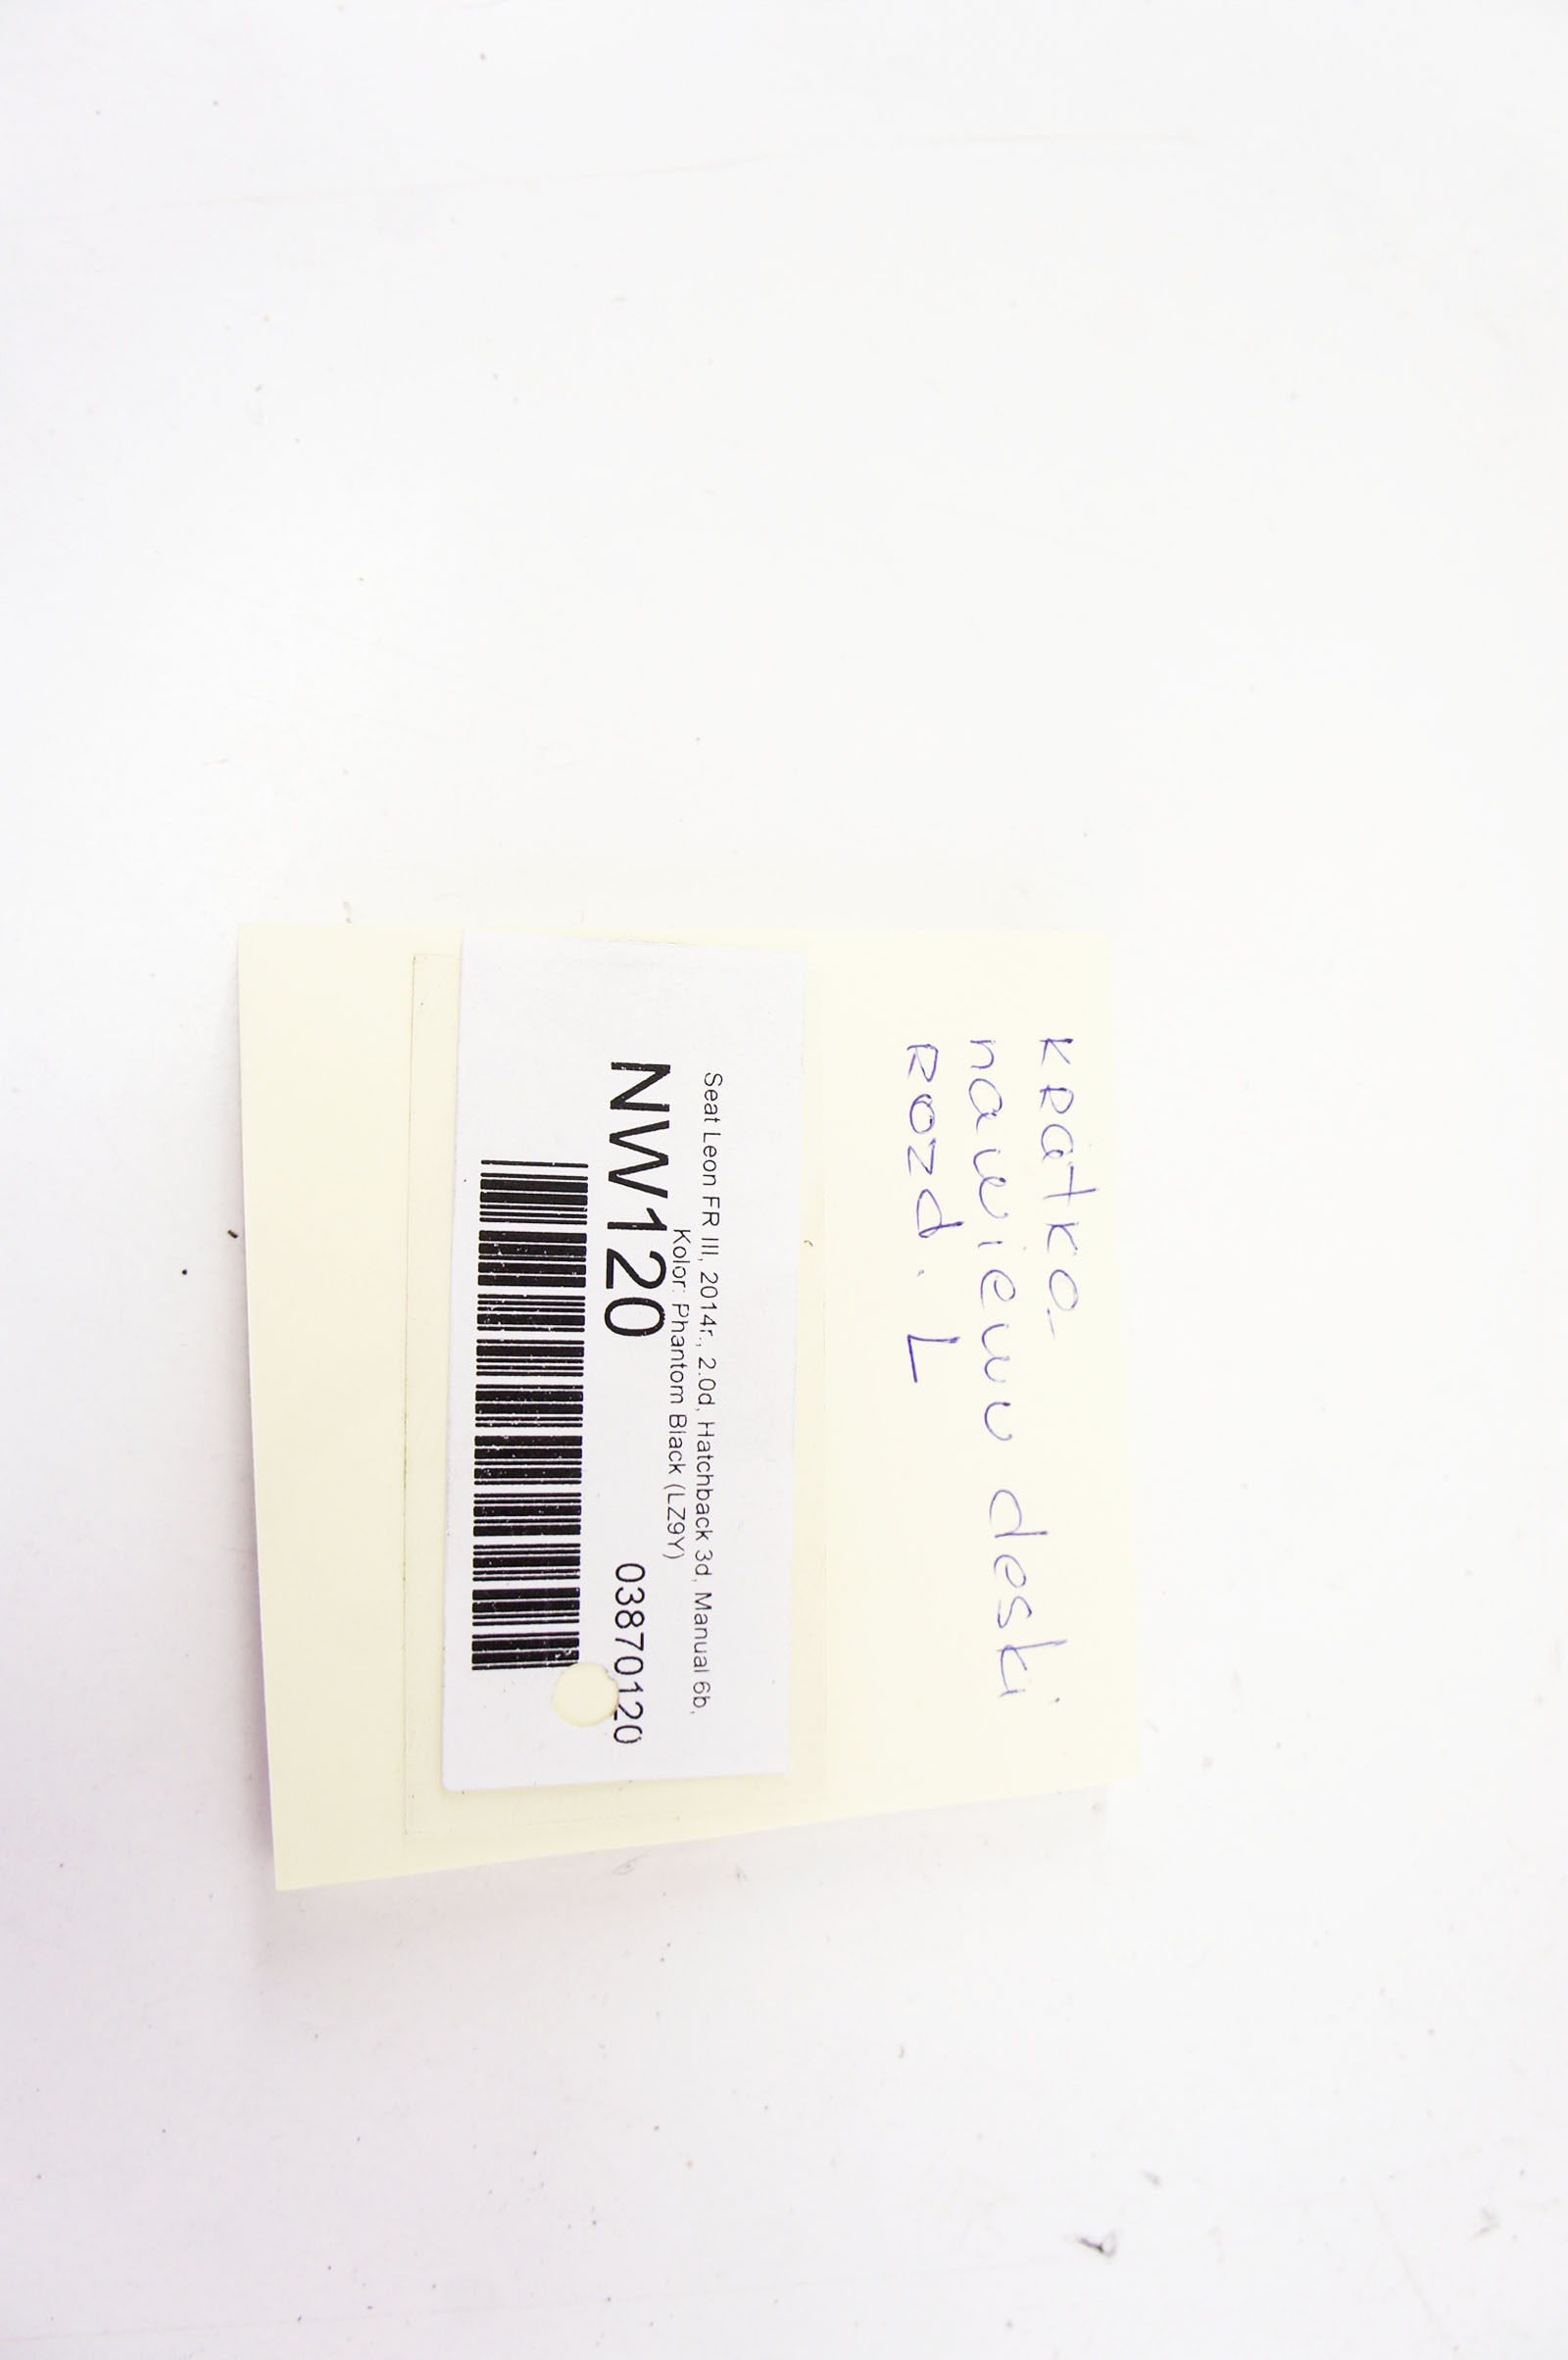 kratka
nawiewu deski
rozd. L
Seat Leon FR III, 2014r., 2.0d, Hatchback 3d, Manual 6b,
Kolor: Phantom Black (LZ9Y)
NW120 03870120